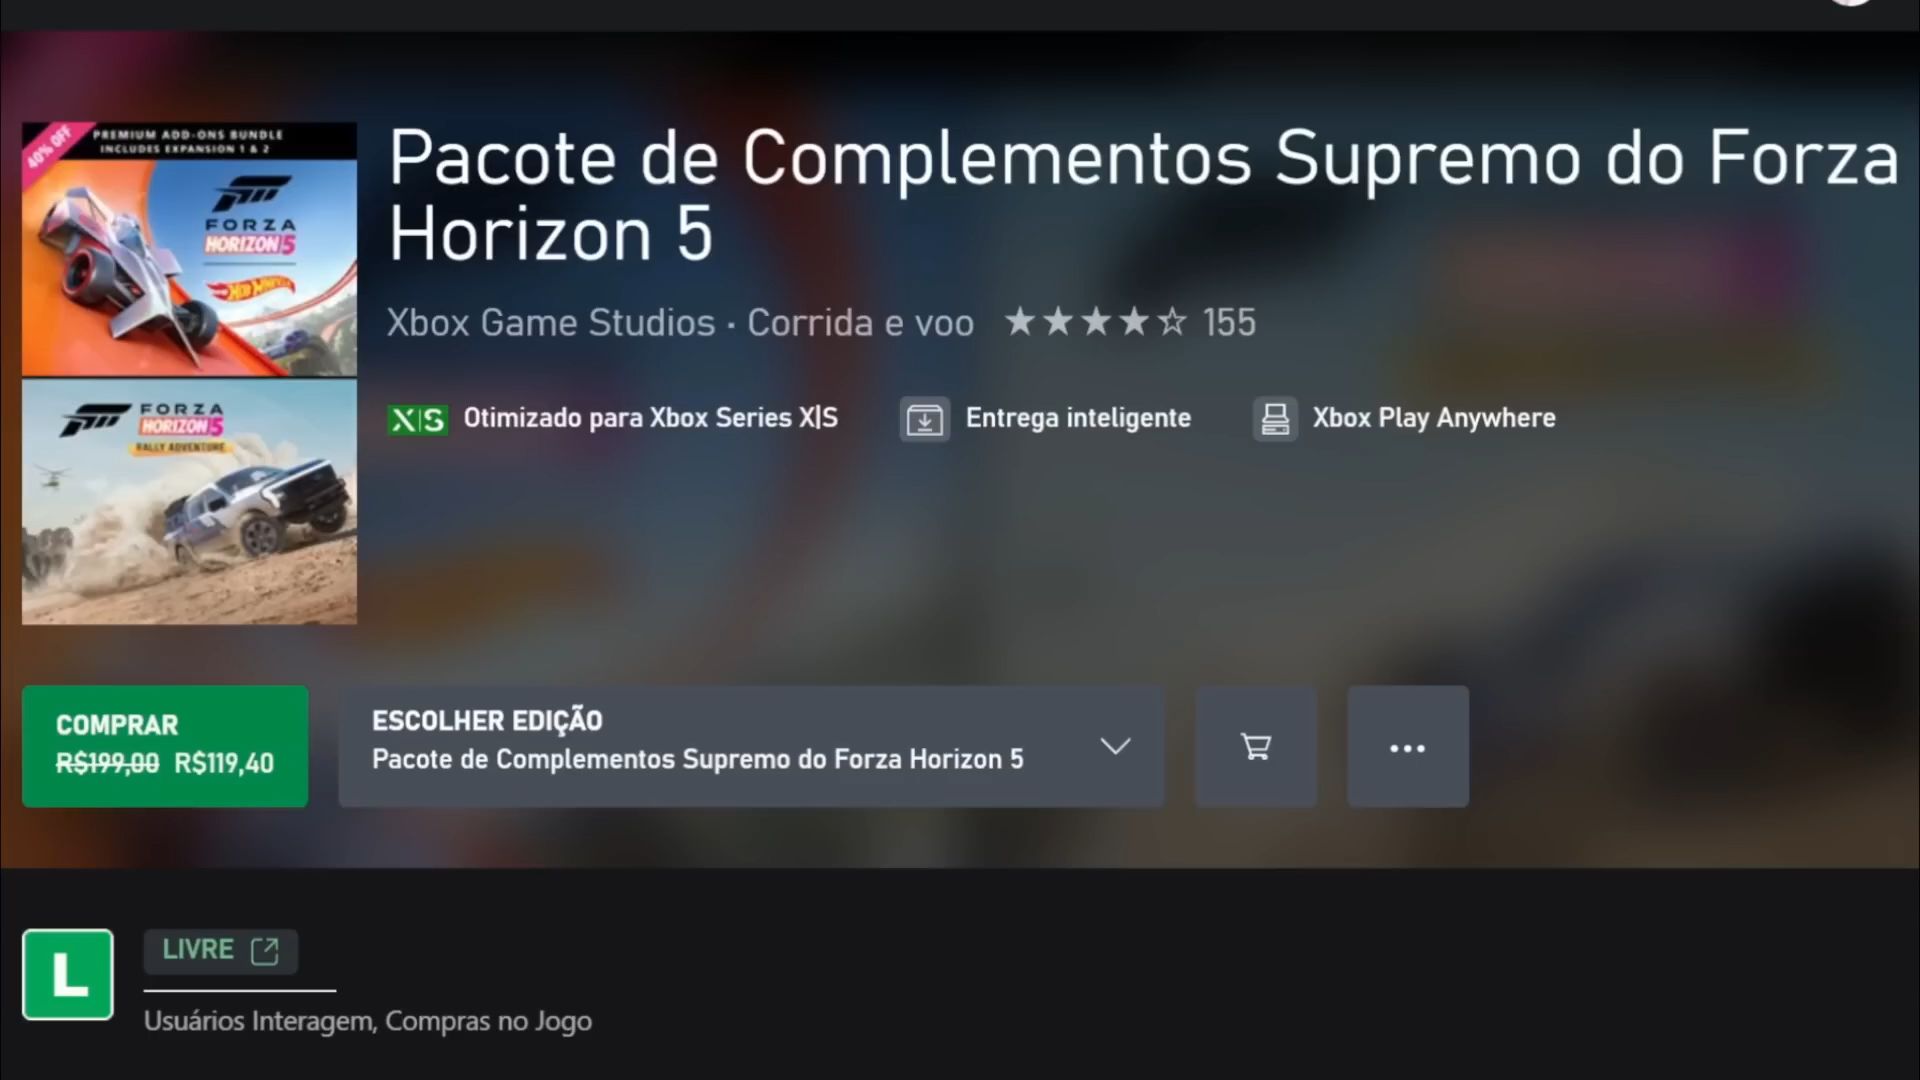 40% OFF
PREMIUM ADD-ONS BUNDLE
INCLUDES EXPANSION 1 & 2
FORZA
HORIZON 5
HOT WHEELS
FORZA
HORIZON 5
RALLY ADVENTURE
Pacote de Complementos Supremo do Forza
Horizon 5
Xbox Game Studios · Corrida e voo 155
X|S Otimizado para Xbox Series X|S Entrega inteligente Xbox Play Anywhere
COMPRAR
R$199,00 R$119,40
ESCOLHER EDIÇÃO
Pacote de Complementos Supremo do Forza Horizon 5
L
LIVRE
Usuários Interagem, Compras no Jogo